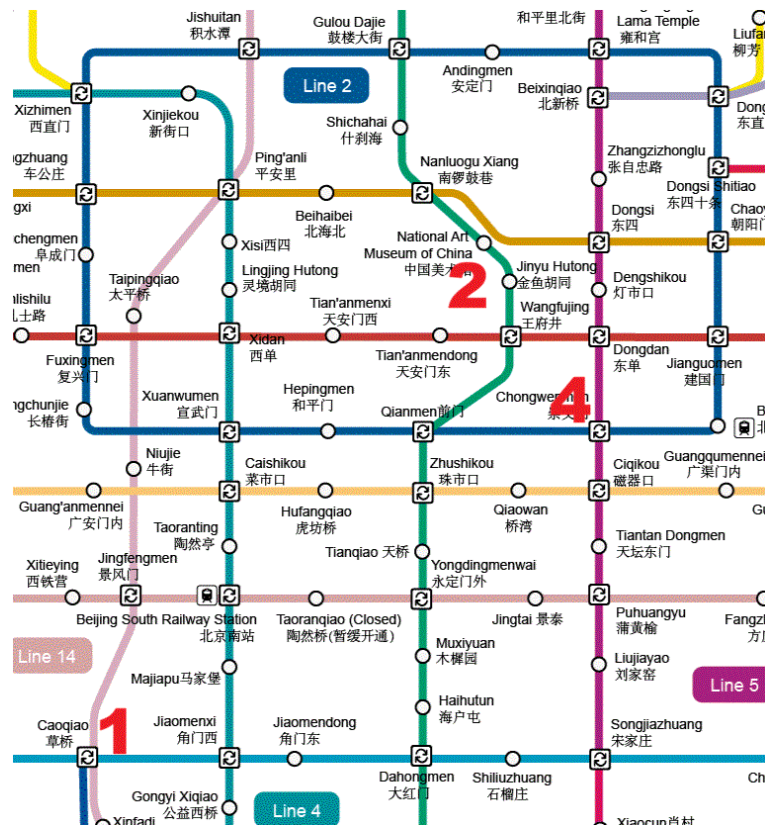 Jishuitan
积水潭
Gulou Dajie
鼓楼大街
和平里北街
Lama Temple
雍和宫
柳芳
Line 2
Andingmen
安定门
Beixinqiao
北新桥
Xizhimen
西直门
Xinjiekou
新街口
Shichahai
什刹海
Ping'anli
平安里
Nanluogu Xiang
南锣鼓巷
Zhangzizhonglu
张自忠路
Dongsi Shitiao
东四十条
车公庄
Beihaibei
北海北
Dongsi
东四
朝阳门
阜成门
Xisi西四
National Art
Museum of China
Lingjing Hutong
灵境胡同
Taipingqiao
太平桥
2
Jinyu Hutong
金鱼胡同
Dengshikou
灯市口
Tian'anmenxi
天安门西
Wangfujing
王府井
Fuxingmen
复兴门
Xidan
西单
Tian'anmendong
天安门东
Dongdan
东单
Jianguomen
建国门
Xuanwumen
宣武门
Hepingmen
和平门
Qianmen前门
4
长椿街
Niujie
牛街
Caishikou
菜市口
Zhushikou
珠市口
Ciqikou
磁器口
Guangqumennei
广渠门内
Guang'anmennei
广安门内
Hufangqiao
虎坊桥
Qiaowan
桥湾
Taoranting
陶然亭
Tianqiao 天桥
Tiantan Dongmen
天坛东门
Xitieying
西铁营
Jingfengmen
景风门
Yongdingmenwai
永定门外
Beijing South Railway Station
北京南站
Taoranqiao (Closed)
陶然桥(暂缓开通)
Jingtai 景泰
Puhuangyu
蒲黄榆
Line 14
Majiapu马家堡
Muxiyuan
木樨园
Liujiayao
刘家窑
Line 5
Haihutun
海户屯
Caoqiao
草桥
1
Jiaomenxi
角门西
Jiaomendong
角门东
Songjiazhuang
宋家庄
Dahongmen
大红门
Shiliuzhuang
石榴庄
Gongyi Xiqiao
公益西桥
Line 4
Xinfadi
Xiaocun肖村